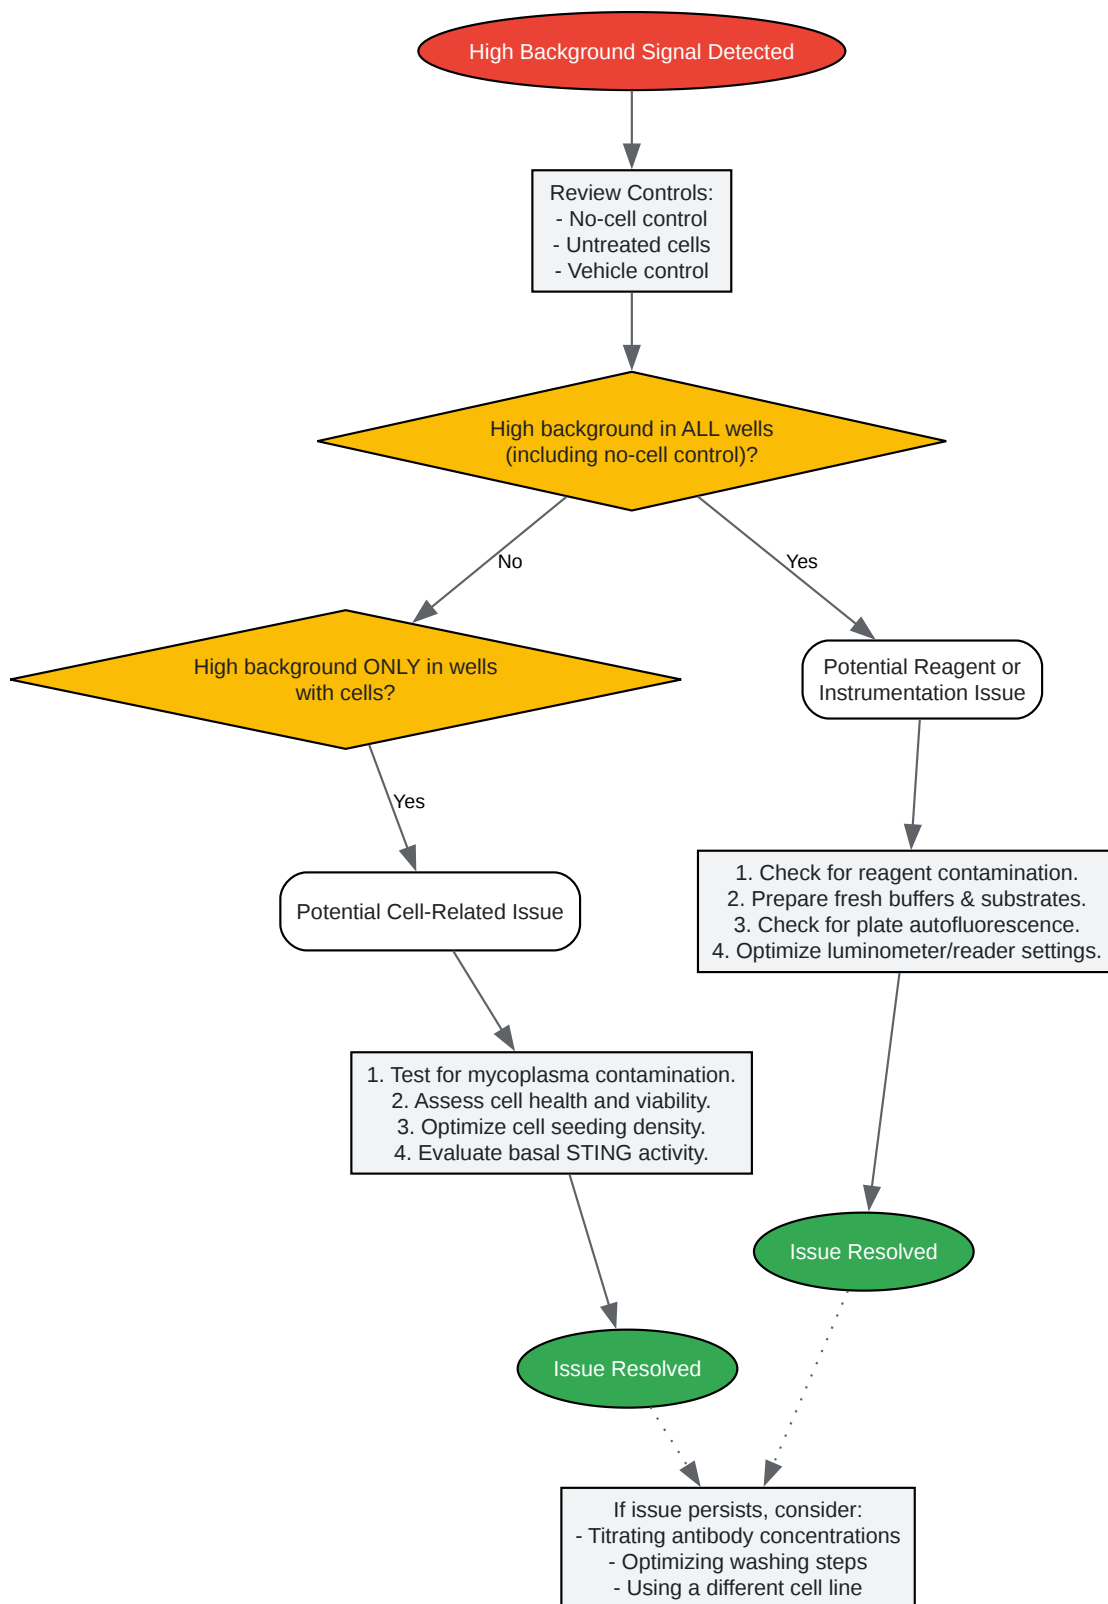 High Background Signal Detected
Review Controls:
- No-cell control
- Untreated cells
- Vehicle control
High background in ALL wells
(including no-cell control)?
No
Yes
High background ONLY in wells
with cells?
Potential Reagent or
Instrumentation Issue
Yes
Potential Cell-Related Issue
1. Check for reagent contamination.
2. Prepare fresh buffers & substrates.
3. Check for plate autofluorescence.
4. Optimize luminometer/reader settings.
1. Test for mycoplasma contamination.
2. Assess cell health and viability.
3. Optimize cell seeding density.
4. Evaluate basal STING activity.
Issue Resolved
Issue Resolved
If issue persists, consider:
- Titrating antibody concentrations
- Optimizing washing steps
- Using a different cell line